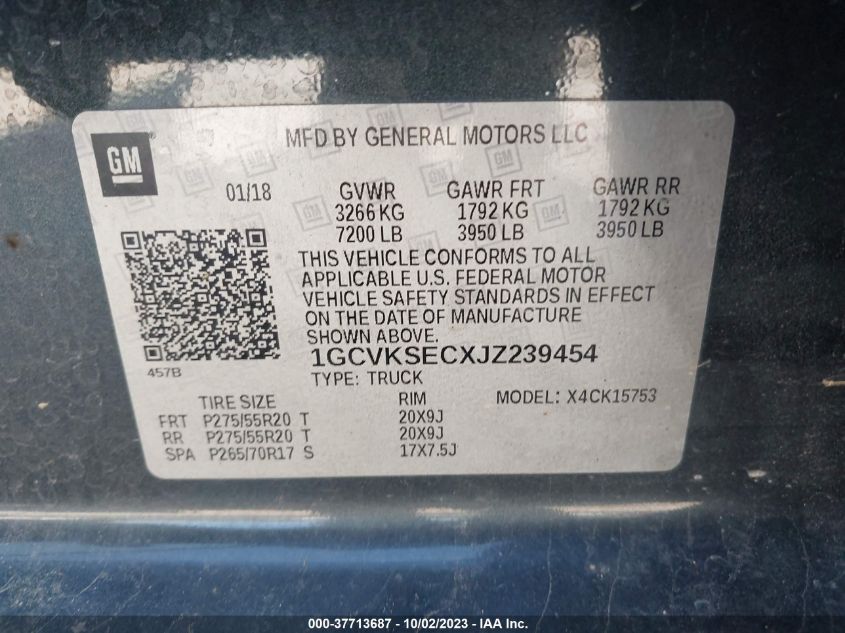 GM
MFD BY GENERAL MOTORS LLC
01/18 GVWR GAWR FRT GAWR RR
3266 KG 1792 KG 1792 KG
7200 LB 3950 LB 3950 LB
THIS VEHICLE CONFORMS TO ALL
APPLICABLE U.S. FEDERAL MOTOR
VEHICLE SAFETY STANDARDS IN EFFECT
ON THE DATE OF MANUFACTURE
SHOWN ABOVE.
1GCVKSECXJZ239454
457B
TYPE: TRUCK
TIRE SIZE RIM MODEL: X4CK15753
FRT P275/55R20 T 20X9J
RR P275/55R20 T 20X9J
SPA P265/70R17 S 17X7.5J
000-37713687 - 10/02/2023 - IAA Holdings, LLC.